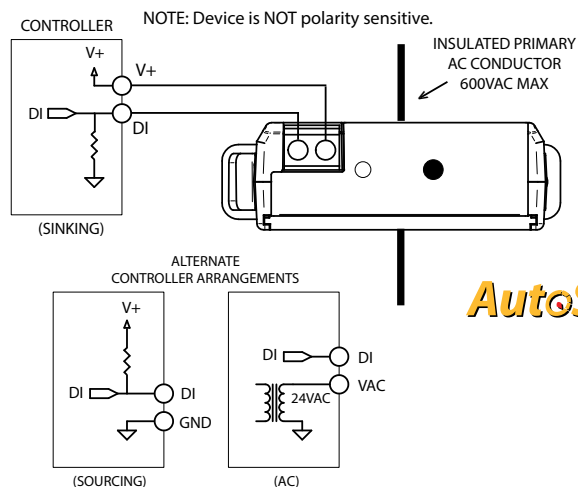 NOTE: Device is NOT polarity sensitive.
CONTROLLER
V+
V+
DI
DI
(SINKING)
INSULATED PRIMARY
AC CONDUCTOR
600VAC MAX
ALTERNATE
CONTROLLER ARRANGEMENTS
V+
DI
DI
GND
(SOURCING)
DI
DI
VAC
24VAC
(AC)
AutoS